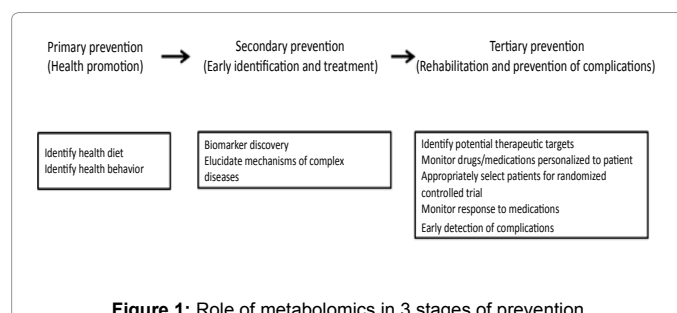 Primary prevention
(Health promotion)
Secondary prevention
(Early identification and treatment)
Tertiary prevention
(Rehabilitation and prevention of complications)
Identify health diet
Identify health behavior
Biomarker discovery
Elucidate mechanisms of complex
diseases
Identify potential therapeutic targets
Monitor drugs/medications personalized to patient
Appropriately select patients for randomized
controlled trial
Monitor response to medications
Early detection of complications
Figure 1: Role of metabolomics in 3 stages of prevention